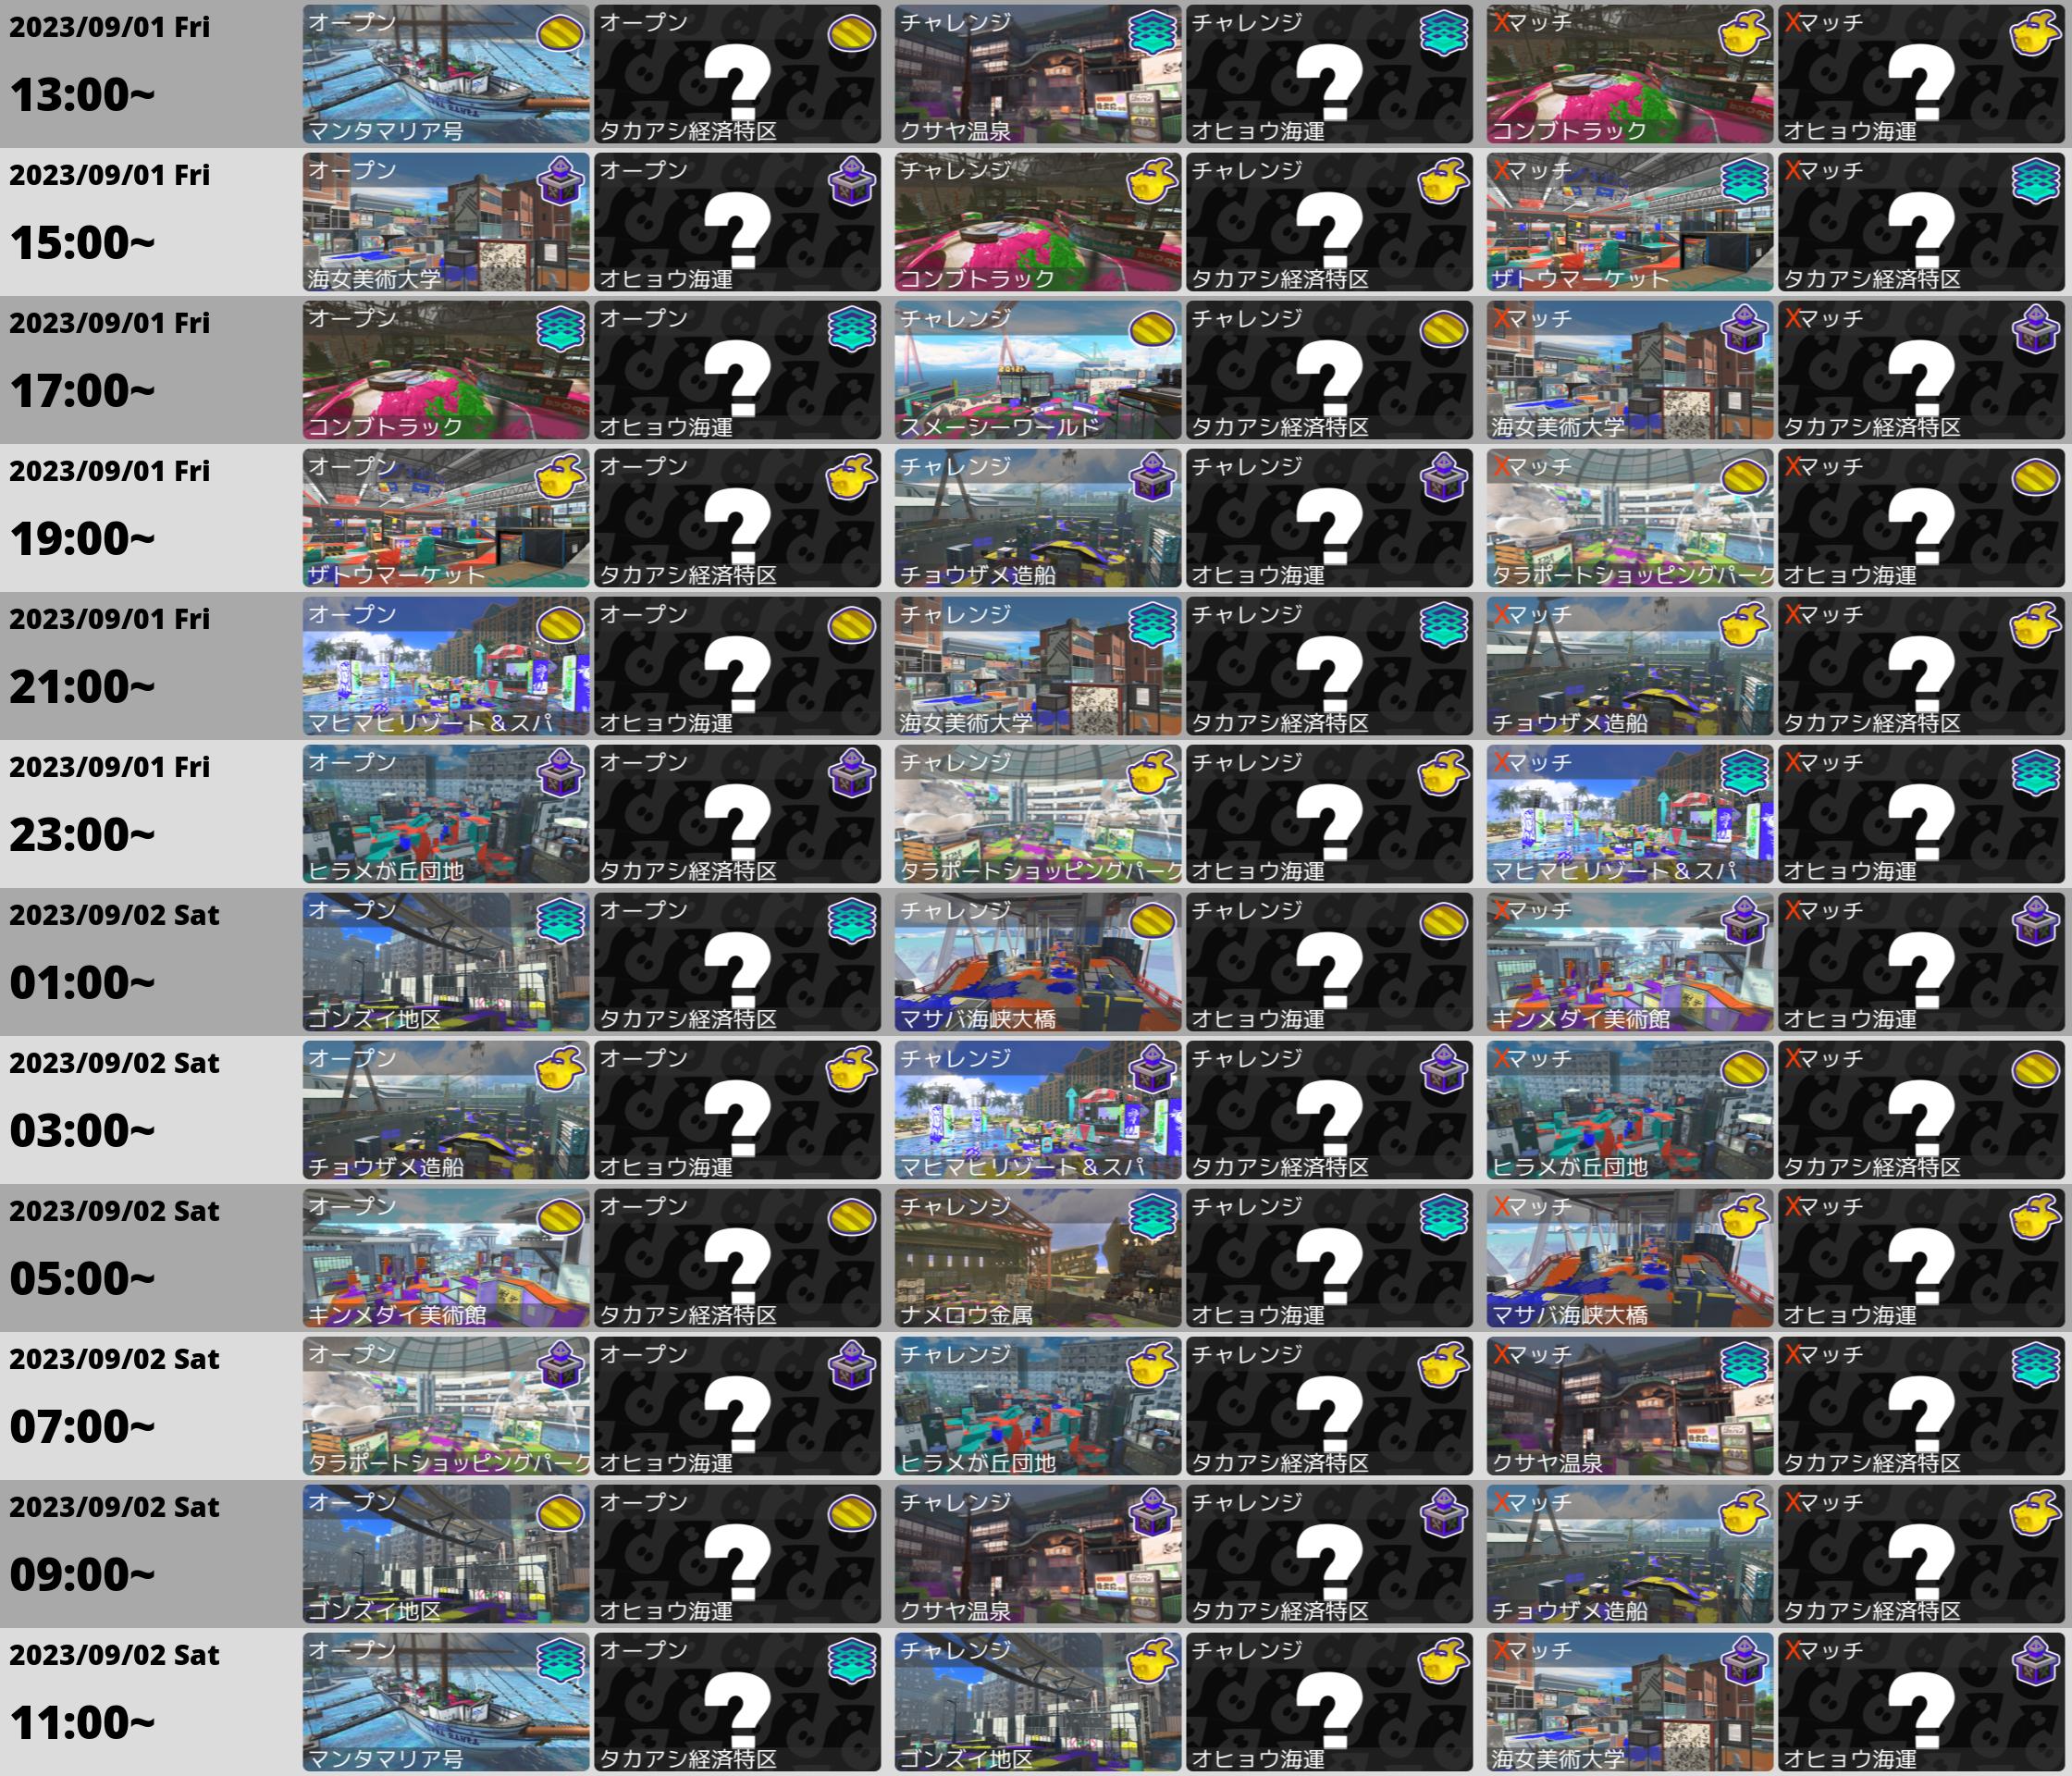 2023/09/01 Fri
13:00~
オープン
マンタマリア号
オープン
タカアシ経済特区
チャレンジ
クサヤ温泉
チャレンジ
オヒョウ海運
Xマッチ
コンブトラック
Xマッチ
オヒョウ海運
2023/09/01 Fri
15:00~
オープン
海女美術大学
オープン
オヒョウ海運
チャレンジ
コンブトラック
チャレンジ
タカアシ経済特区
Xマッチ
ザトウマーケット
Xマッチ
タカアシ経済特区
2023/09/01 Fri
17:00~
オープン
コンブトラック
オープン
オヒョウ海運
チャレンジ
スメーシーワールド
チャレンジ
タカアシ経済特区
Xマッチ
海女美術大学
Xマッチ
タカアシ経済特区
2023/09/01 Fri
19:00~
オープン
ザトウマーケット
オープン
タカアシ経済特区
チャレンジ
チョウザメ造船
チャレンジ
オヒョウ海運
Xマッチ
タラポートショッピングパーク
Xマッチ
オヒョウ海運
2023/09/01 Fri
21:00~
オープン
マヒマヒリゾート＆スパ
オープン
オヒョウ海運
チャレンジ
海女美術大学
チャレンジ
タカアシ経済特区
Xマッチ
チョウザメ造船
Xマッチ
タカアシ経済特区
2023/09/01 Fri
23:00~
オープン
ヒラメが丘団地
オープン
タカアシ経済特区
チャレンジ
タラポートショッピングパーク
チャレンジ
オヒョウ海運
Xマッチ
マヒマヒリゾート＆スパ
Xマッチ
オヒョウ海運
2023/09/02 Sat
01:00~
オープン
ゴンズイ地区
オープン
タカアシ経済特区
チャレンジ
マサバ海峡大橋
チャレンジ
オヒョウ海運
Xマッチ
キンメダイ美術館
Xマッチ
オヒョウ海運
2023/09/02 Sat
03:00~
オープン
チョウザメ造船
オープン
オヒョウ海運
チャレンジ
マヒマヒリゾート＆スパ
チャレンジ
タカアシ経済特区
Xマッチ
ヒラメが丘団地
Xマッチ
タカアシ経済特区
2023/09/02 Sat
05:00~
オープン
キンメダイ美術館
オープン
タカアシ経済特区
チャレンジ
ナメロウ金属
チャレンジ
オヒョウ海運
Xマッチ
マサバ海峡大橋
Xマッチ
オヒョウ海運
2023/09/02 Sat
07:00~
オープン
タラポートショッピングパーク
オープン
オヒョウ海運
チャレンジ
ヒラメが丘団地
チャレンジ
タカアシ経済特区
Xマッチ
クサヤ温泉
Xマッチ
タカアシ経済特区
2023/09/02 Sat
09:00~
オープン
ゴンズイ地区
オープン
オヒョウ海運
チャレンジ
クサヤ温泉
チャレンジ
タカアシ経済特区
Xマッチ
チョウザメ造船
Xマッチ
タカアシ経済特区
2023/09/02 Sat
11:00~
オープン
マンタマリア号
オープン
タカアシ経済特区
チャレンジ
ゴンズイ地区
チャレンジ
オヒョウ海運
Xマッチ
海女美術大学
Xマッチ
オヒョウ海運